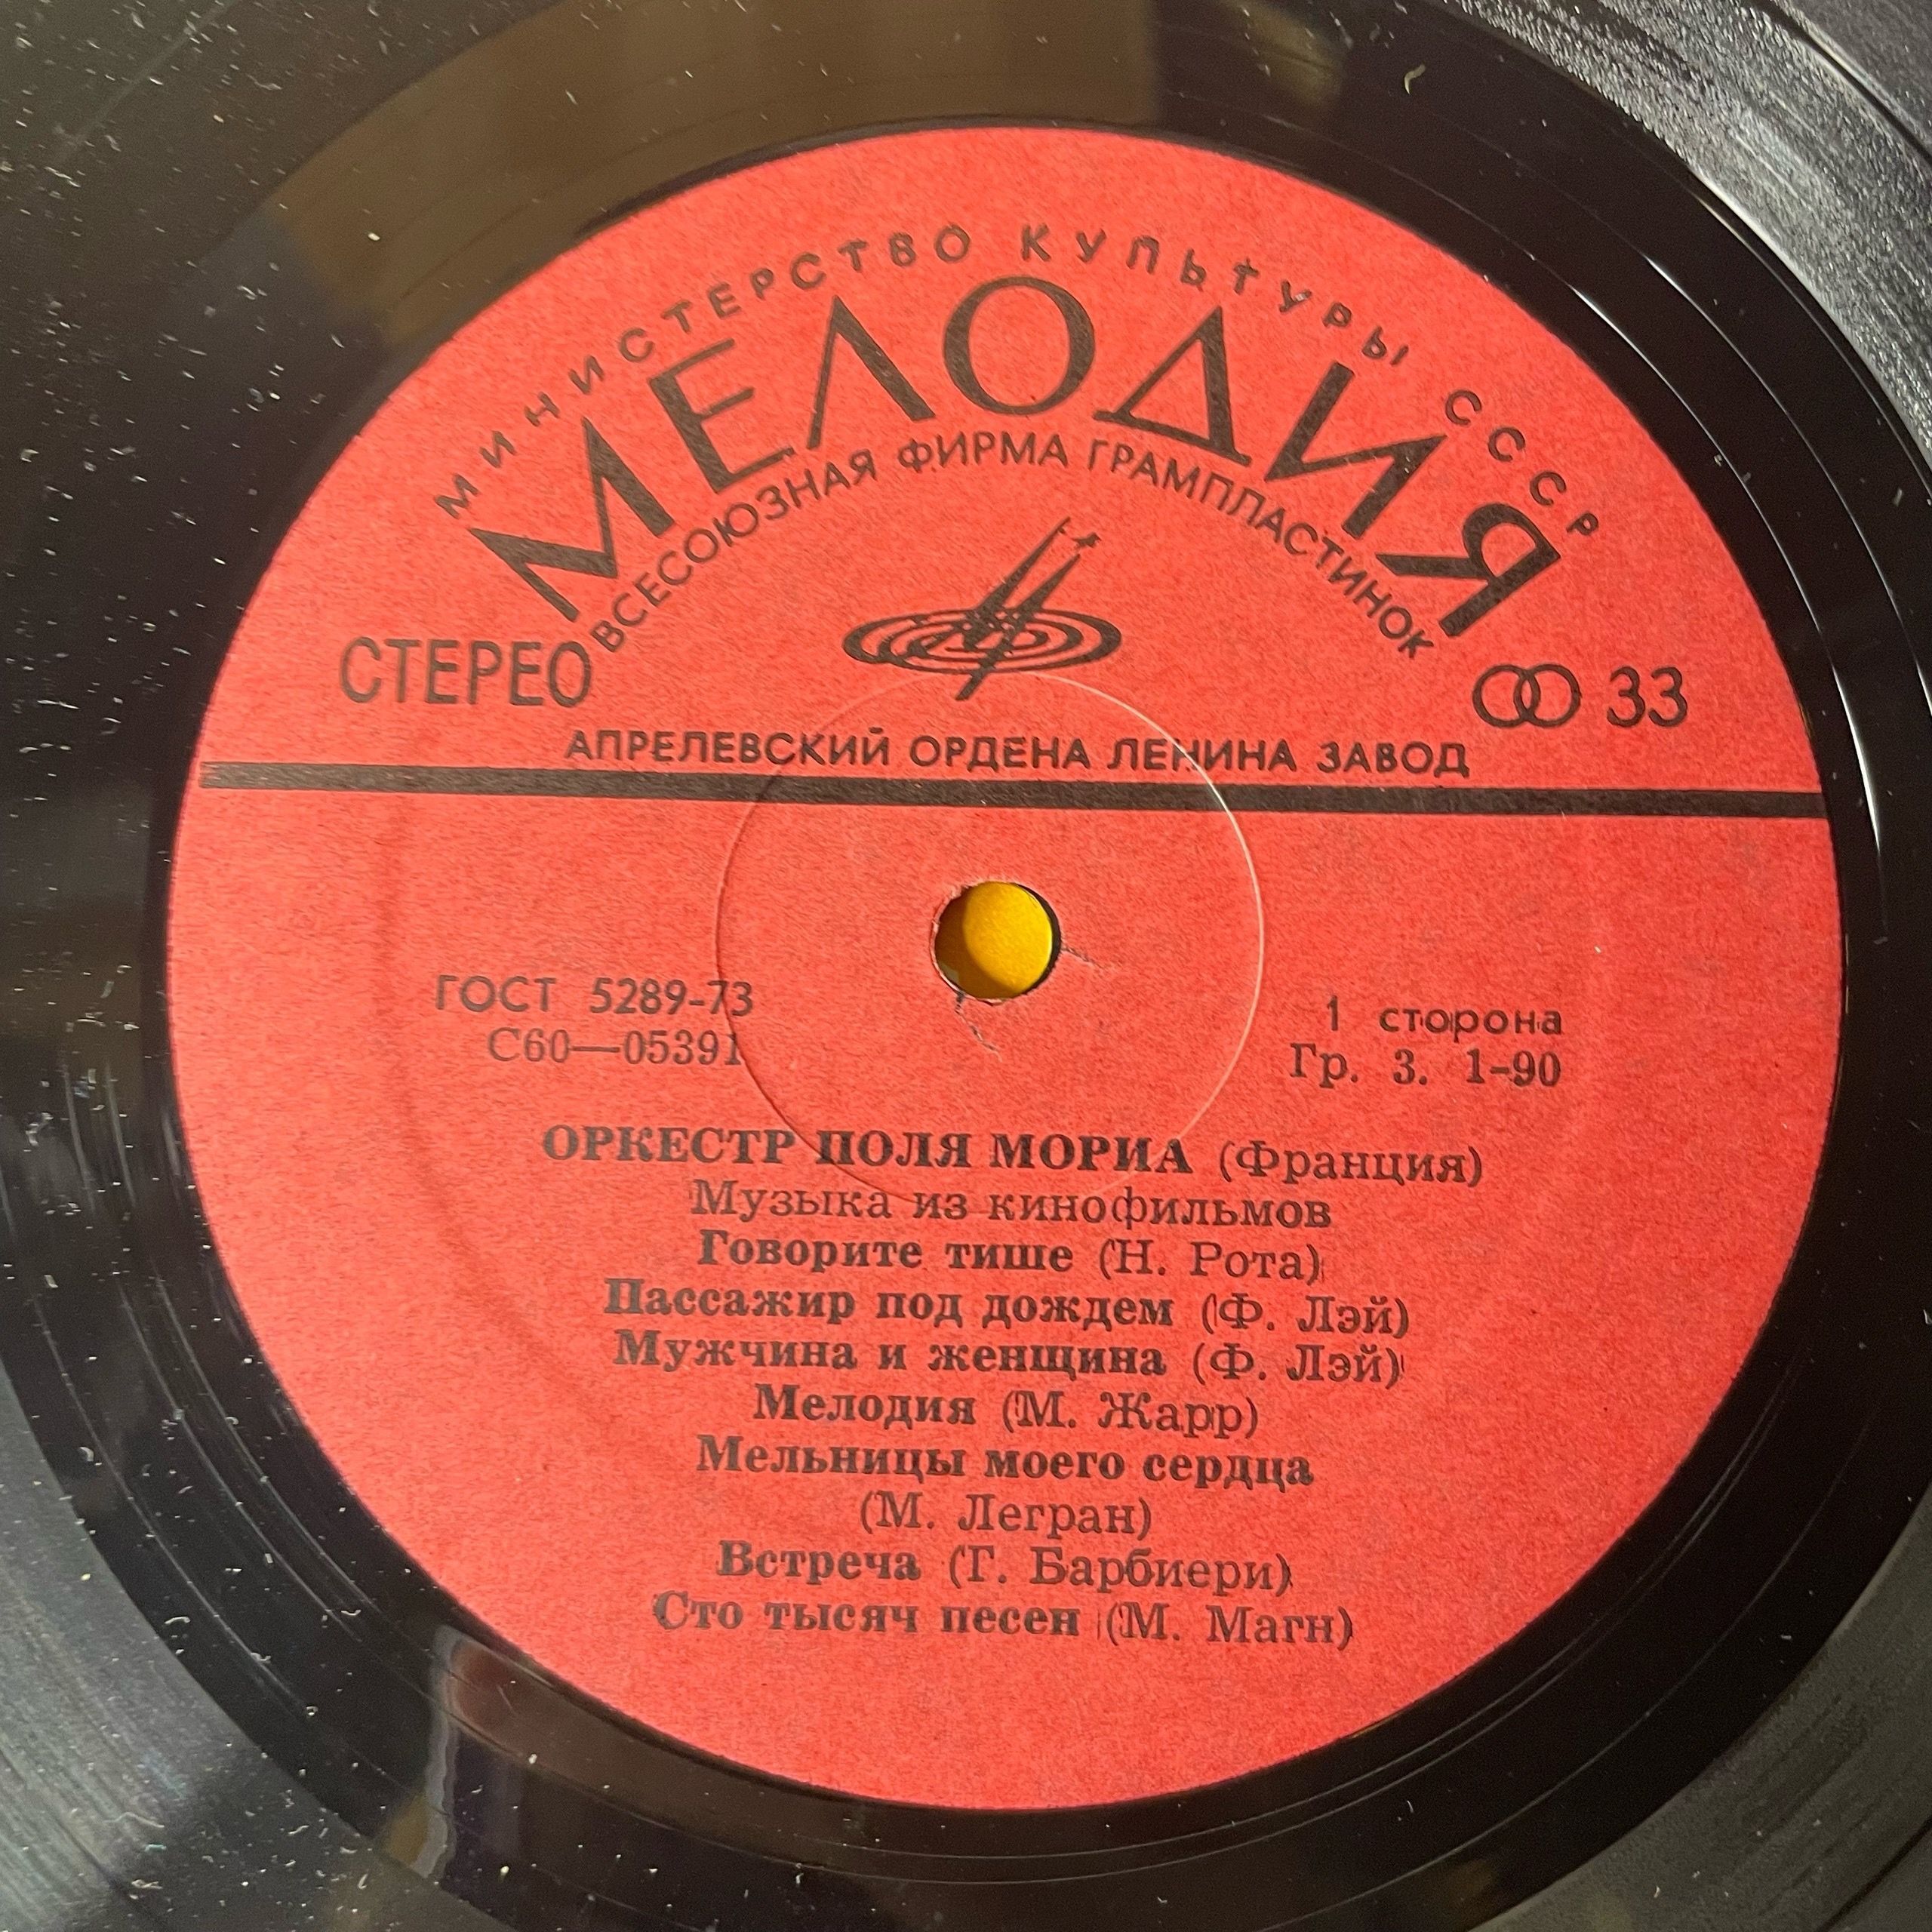 МИНИСТЕРСТВО КУЛЬТУРЫ СССР
МЕЛОДИЯ
ВСЕСОЮЗНАЯ ФИРМА ГРАМПЛАСТИНОК
СТЕРЕО
33
АПРЕЛЕВСКИЙ ОРДЕНА ЛЕНИНА ЗАВОД
ГОСТ 5289-73
С60—05391
1 сторона
Гр. 3. 1-90
ОРКЕСТР ПОЛЯ МОРИА (Франция)
Музыка из кинофильмов
Говорите тише (Н. Рота)
Пассажир под дождем (Ф. Лэй)
Мужчина и женщина (Ф. Лэй)
Мелодия (М. Жарр)
Мельницы моего сердца
(М. Легран)
Встреча (Г. Барбиери)
Сто тысяч песен (М. Магн)